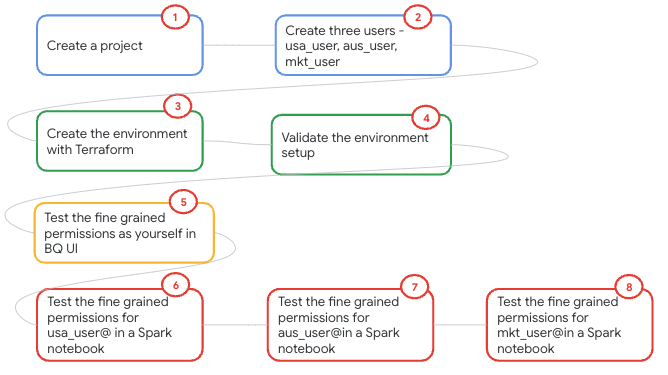 1
Create a project
2
Create three users -
usa_user, aus_user,
mkt_user
3
Create the environment
with Terraform
4
Validate the environment
setup
5
Test the fine grained
permissions as yourself in
BQ UI
6
Test the fine grained
permissions for
usa_user@ in a Spark
notebook
7
Test the fine grained
permissions for
aus_user@in a Spark
notebook
8
Test the fine grained
permissions for
mkt_user@in a Spark
notebook